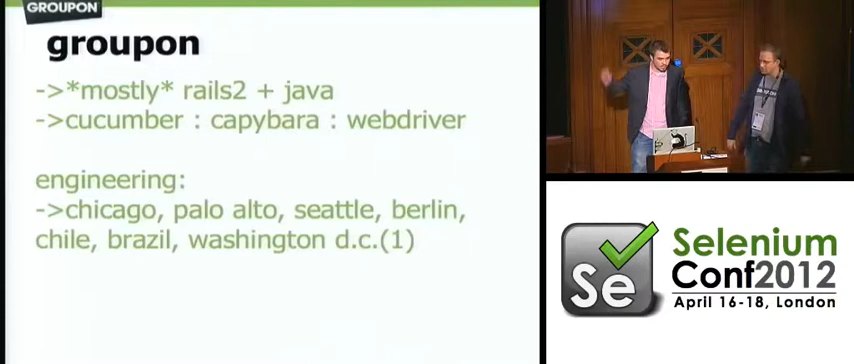 GROUPON
groupon
->*mostly* rails2 + java
->cucumber : capybara : webdriver
engineering:
->chicago, palo alto, seattle, berlin,
chile, brazil, washington d.c.(1)
Se
Selenium
Conf2012
April 16-18, London